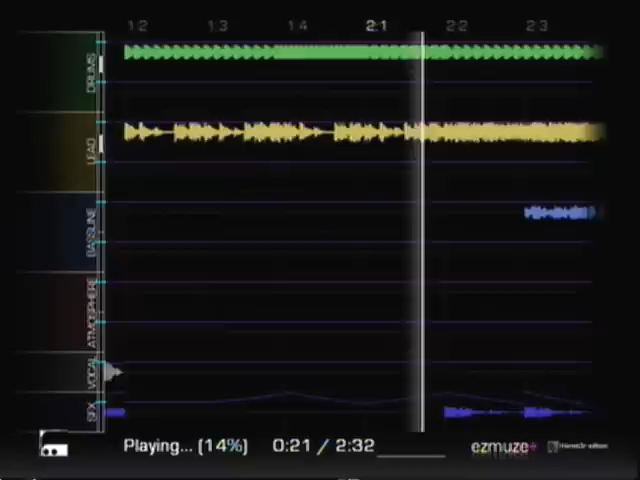 1:2 1:3 1:4 2:1 2:2 2:3
DRUMS
LEAD
BASSLINE
ATMOSPHERE
VOCAL
SFX
Playing... (14%) 0:21 / 2:32 ezmuze+